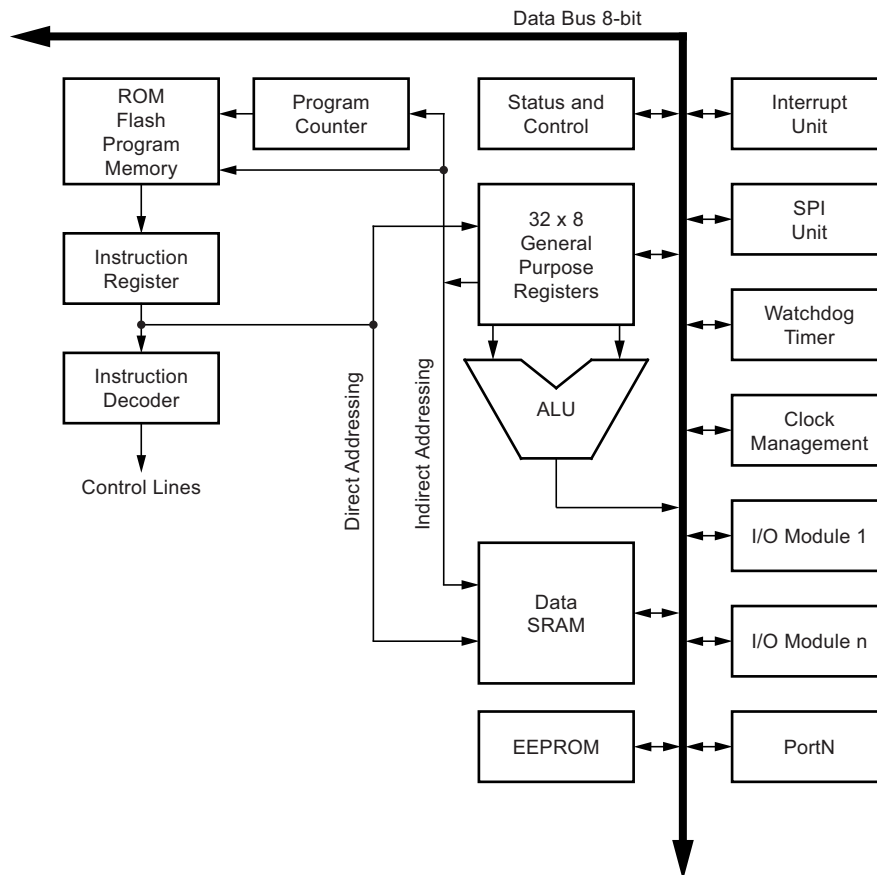 Data Bus 8-bit
ROM
Flash
Program
Memory
Program
Counter
Status and
Control
Interrupt
Unit
32 x 8
General
Purpose
Registers
SPI
Unit
Instruction
Register
Watchdog
Timer
Instruction
Decoder
ALU
Clock
Management
Control Lines
Direct Addressing
Indirect Addressing
I/O Module 1
Data
SRAM
I/O Module n
EEPROM
PortN